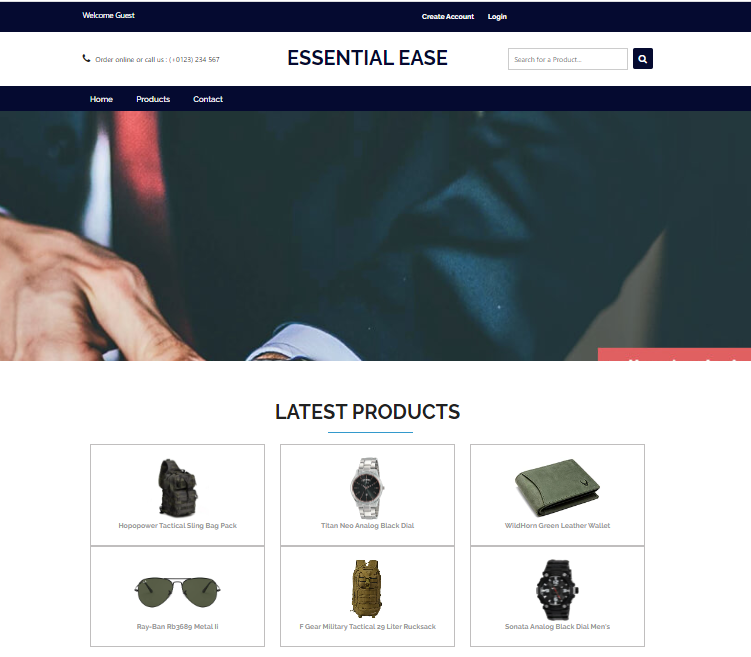 Welcome Guest
Create Account
Login
Order online or call us : (+0123) 234 567
ESSENTIAL EASE
Search for a Product...
Home
Products
Contact
LATEST PRODUCTS
Hopopower Tactical Sling Bag Pack
Titan Neo Analog Black Dial
WildHorn Green Leather Wallet
Ray-Ban Rb3689 Metal Ii
F Gear Military Tactical 29 Liter Rucksack
Sonata Analog Black Dial Men's